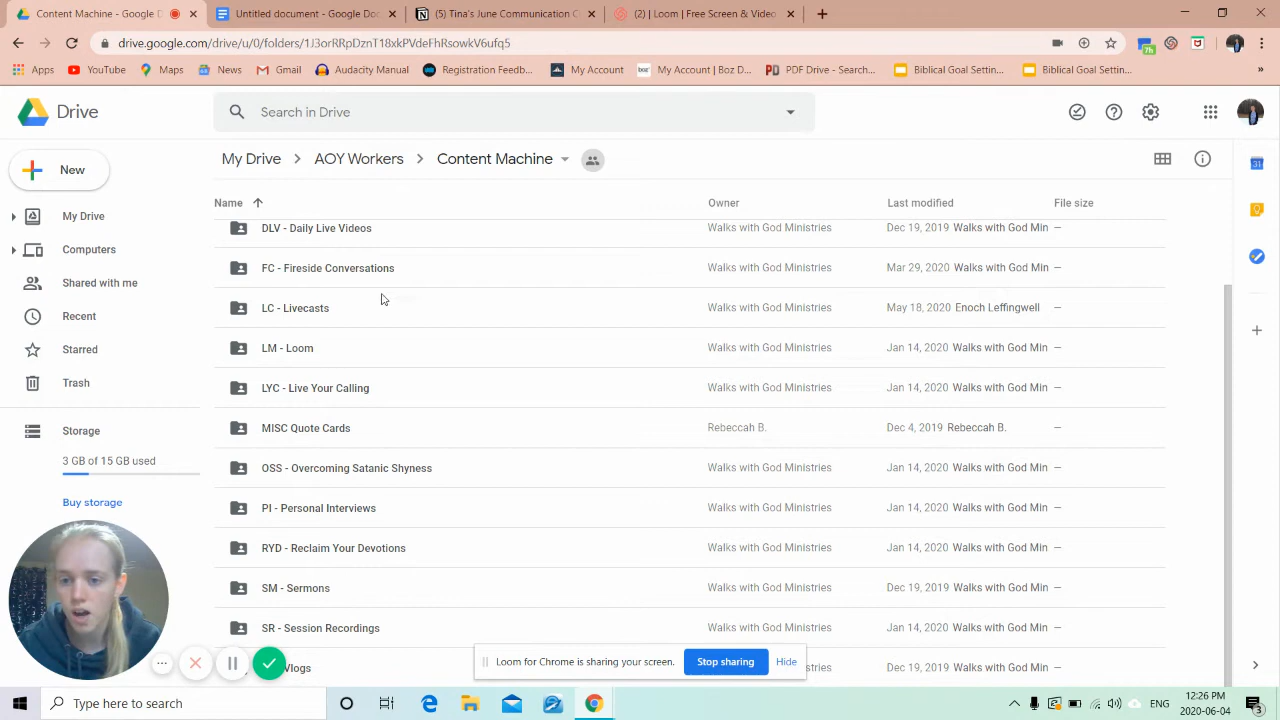 Content Machine - Google D
Untitled document - AOY Workers
(5) Tina's June Communication C
Loom | Free Screen & Video
drive.google.com/drive/u/0/folders/1J3orRRpDznT18xkPVdeFhRsowkV6ufq5
7h
Apps
YouTube
Maps
News
Gmail
Audacity Manual
Registration Feedb...
My Account
boz
My Account | Boz D...
PDF Drive - Search...
Biblical Goal Settin...
Biblical Goal Settin...
»
Drive
Search in Drive
New
My Drive > AOY Workers > Content Machine
31
My Drive
Computers
Shared with me
Recent
Starred
Trash
Storage
3 GB of 15 GB used
Buy storage
Name Owner Last modified File size
DLV - Daily Live Videos Walks with God Ministries Dec 19, 2019 Walks with God Min —
FC - Fireside Conversations Walks with God Ministries Mar 29, 2020 Walks with God Min —
LC - Livecasts Walks with God Ministries May 18, 2020 Enoch Leffingwell —
LM - Loom Walks with God Ministries Jan 14, 2020 Walks with God Min —
LYC - Live Your Calling Walks with God Ministries Jan 14, 2020 Walks with God Min —
MISC Quote Cards Rebeccah B. Dec 4, 2019 Rebeccah B. —
OSS - Overcoming Satanic Shyness Walks with God Ministries Jan 14, 2020 Walks with God Min —
PI - Personal Interviews Walks with God Ministries Jan 14, 2020 Walks with God Min —
RYD - Reclaim Your Devotions Walks with God Ministries Jan 14, 2020 Walks with God Min —
SM - Sermons Walks with God Ministries Dec 19, 2019 Walks with God Min —
SR - Session Recordings Walks with God Ministries Jan 14, 2020 Walks with God Min —
Vlogs Ministries Dec 19, 2019 Walks with God Min —
Loom for Chrome is sharing your screen.
Stop sharing
Hide
Type here to search
ENG
12:26 PM
2020-06-04
3